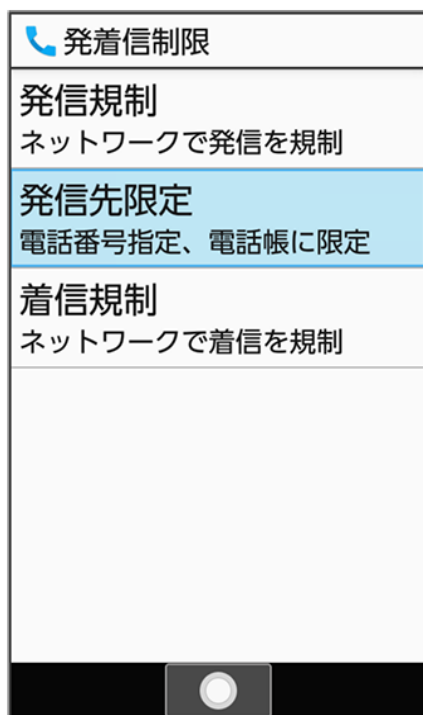 発着信制限
発信規制
ネットワークで発信を規制
発信先限定
電話番号指定、電話帳に限定
着信規制
ネットワークで着信を規制